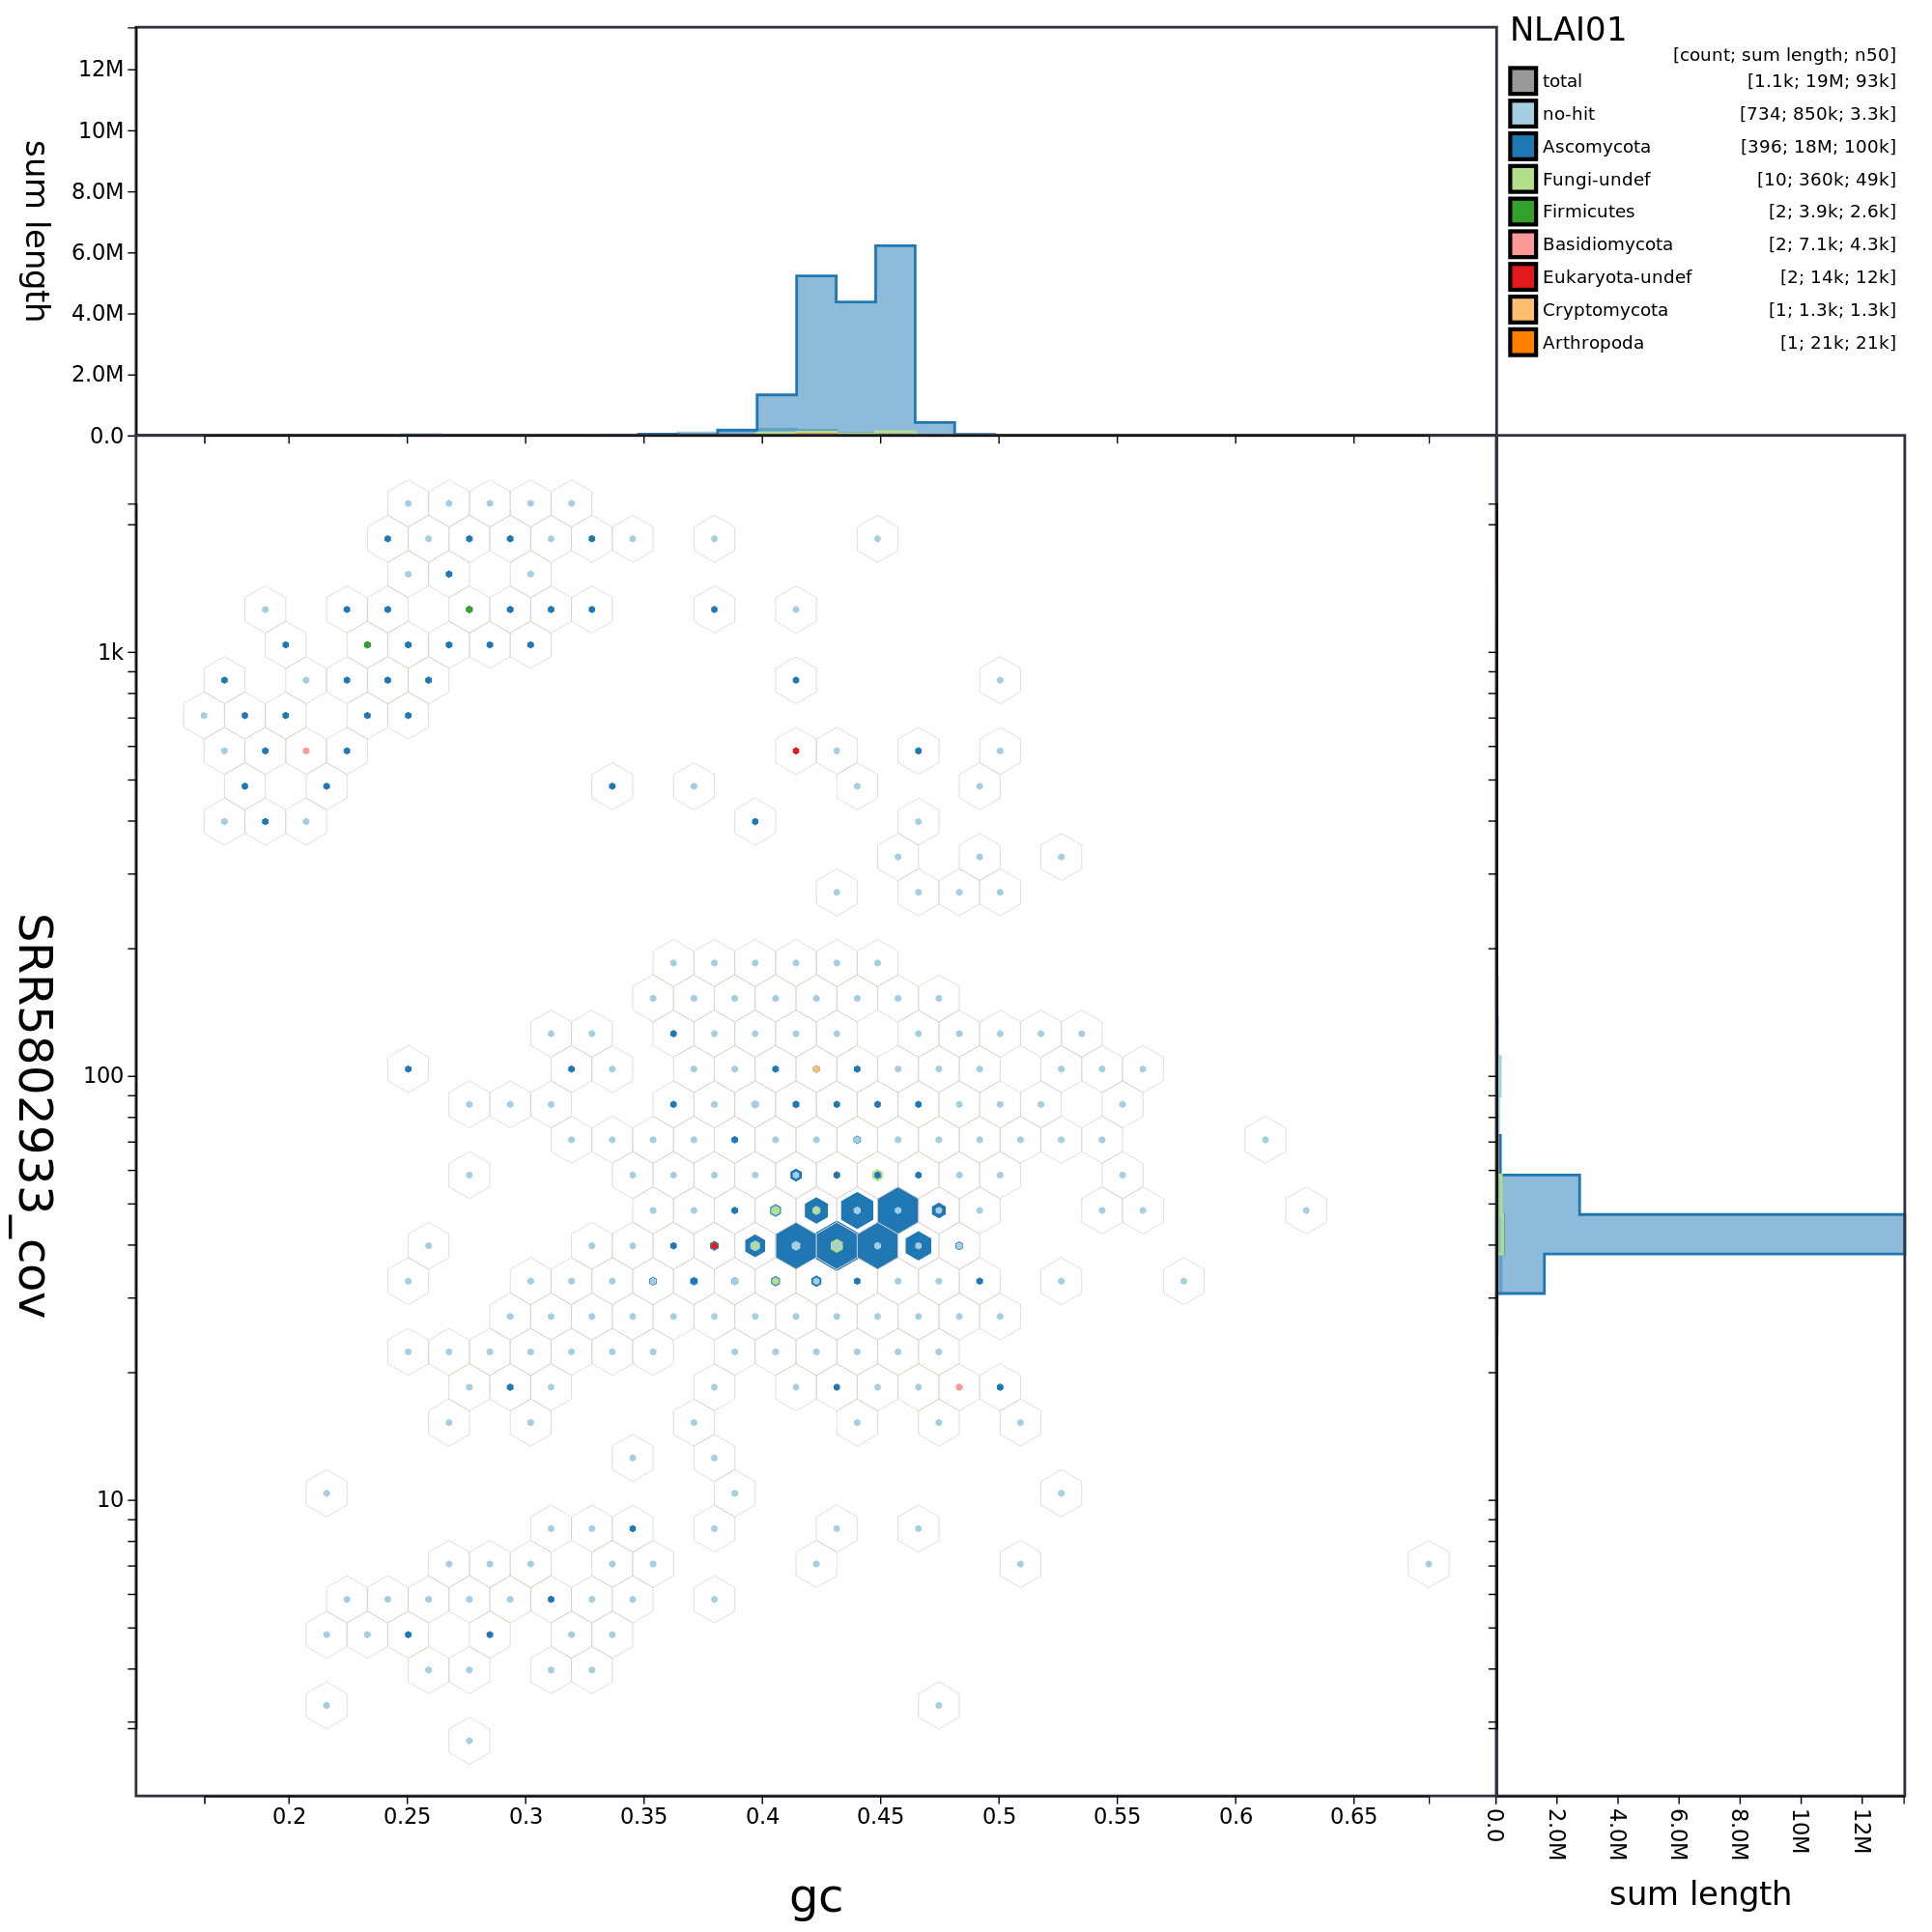 NLAI01
[count; sum length; n50]
total [1.1k; 19M; 93k]
no-hit [734; 850k; 3.3k]
Ascomycota [396; 18M; 100k]
Fungi-undef [10; 360k; 49k]
Firmicutes [2; 3.9k; 2.6k]
Basidiomycota [2; 7.1k; 4.3k]
Eukaryota-undef [2; 14k; 12k]
Cryptomycota [1; 1.3k; 1.3k]
Arthropoda [1; 21k; 21k]
sum length
12M
10M
8.0M
6.0M
4.0M
2.0M
0.0
SRR5802933_cov
1k
100
10
0.2 0.25 0.3 0.35 0.4 0.45 0.5 0.55 0.6 0.65
gc
0.0 2.0M 4.0M 6.0M 8.0M 10M 12M
sum length